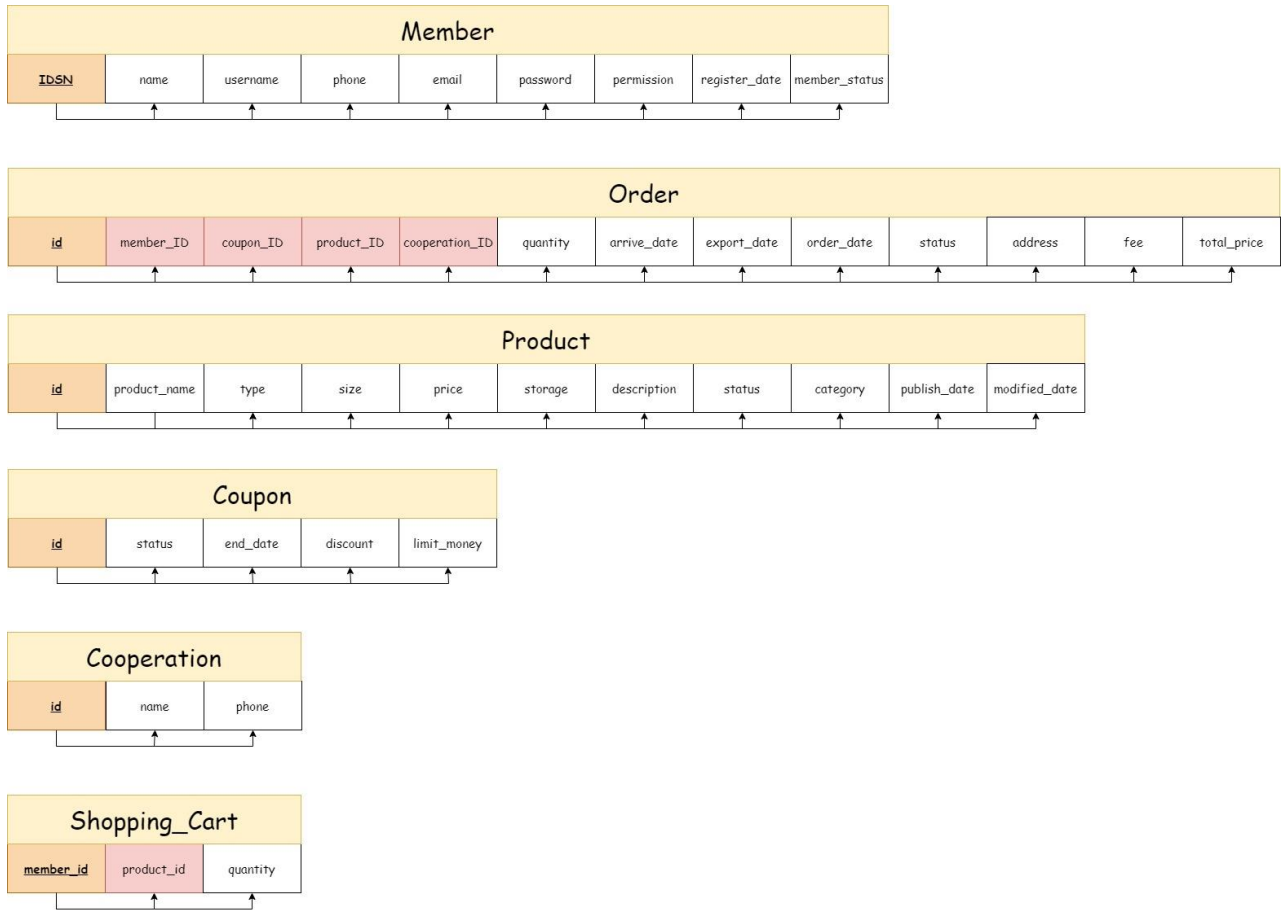 Member
IDSN name username phone email password permission register_date member_status
Order
id member_ID coupon_ID product_ID cooperation_ID quantity arrive_date export_date order_date status address fee total_price
Product
id product_name type size price storage description status category publish_date modified_date
Coupon
id status end_date discount limit_money
Cooperation
id name phone
Shopping_Cart
member_id product_id quantity